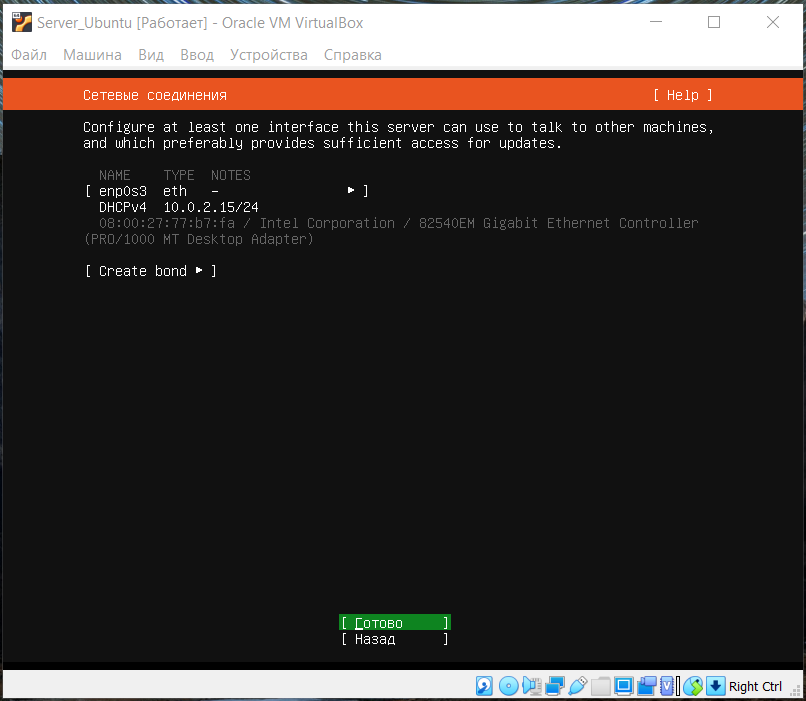 Server_Ubuntu [Работает] - Oracle VM VirtualBox
Файл Машина Вид Ввод Устройства Справка
Сетевые соединения [ Help ]
Configure at least one interface this server can use to talk to other machines,
and which preferably provides sufficient access for updates.
NAME TYPE NOTES
[ enp0s3 eth – ▸ ]
DHCPv4 10.0.2.15/24
08:00:27:77:b7:fa / Intel Corporation / 82540EM Gigabit Ethernet Controller
(PRO/1000 MT Desktop Adapter)
[ Create bond ▸ ]
[ Готово ]
[ Назад ]
Right Ctrl